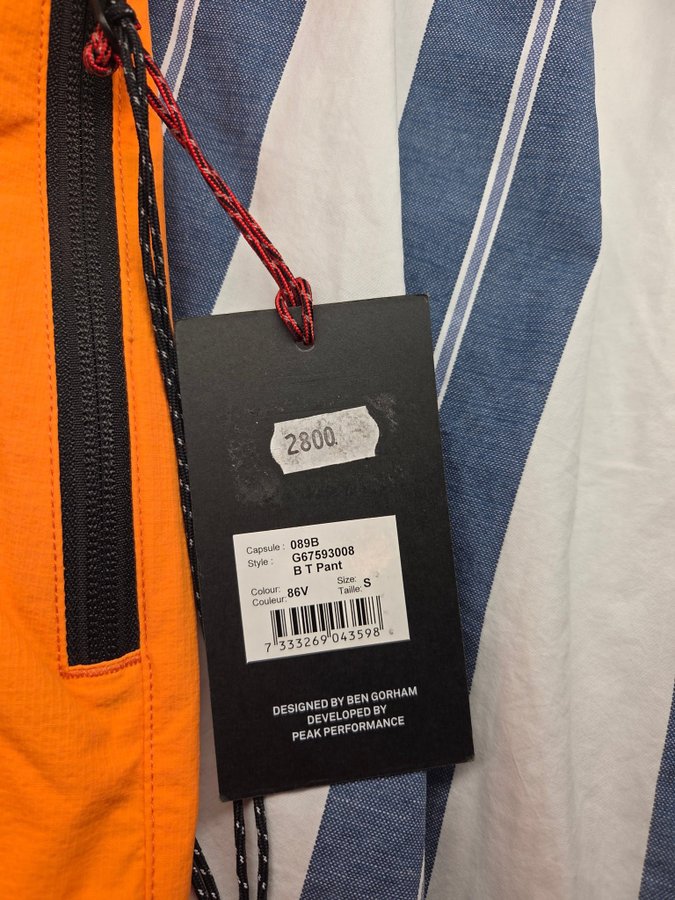 2800.
Capsule : 089B
Style : G67593008
B T Pant
Colour: 86V Size: S
Couleur: Taille:
7 333269 043598
DESIGNED BY BEN GORHAM
DEVELOPED BY
PEAK PERFORMANCE